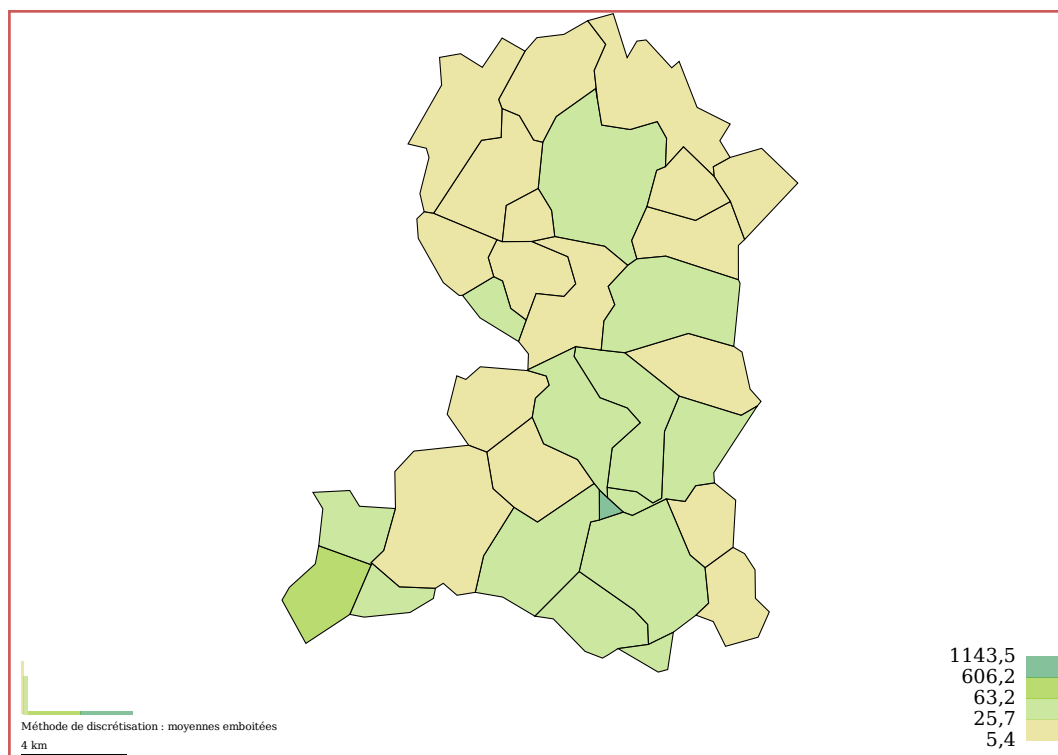 1143,5
606,2
63,2
25,7
5,4
Méthode de discrétisation : moyennes emboitées
4 km